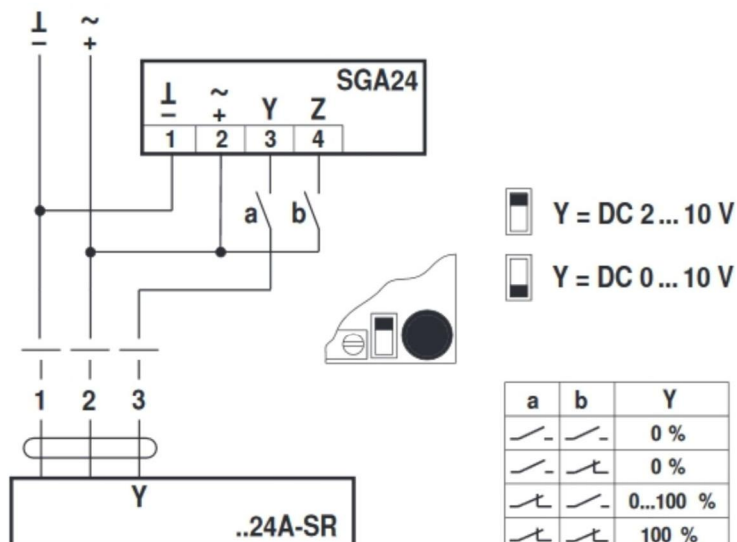 ⊥ ~
− +
SGA24
⊥ ~ Y Z
− +
1 2 3 4
a b
Y = DC 2 ... 10 V
Y = DC 0 ... 10 V
1 2 3
Y
..24A-SR
a b Y
0 %
0 %
0...100 %
100 %